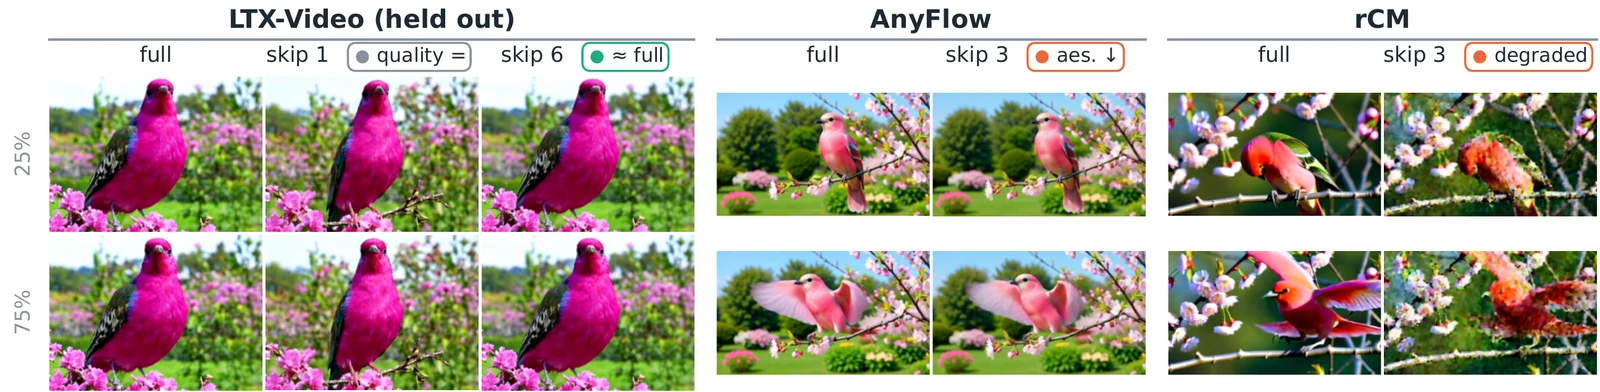 LTX-Video (held out) AnyFlow rCM
full skip 1 quality = skip 6 ≈ full full skip 3 aes. ↓ full skip 3 degraded
25%
75%